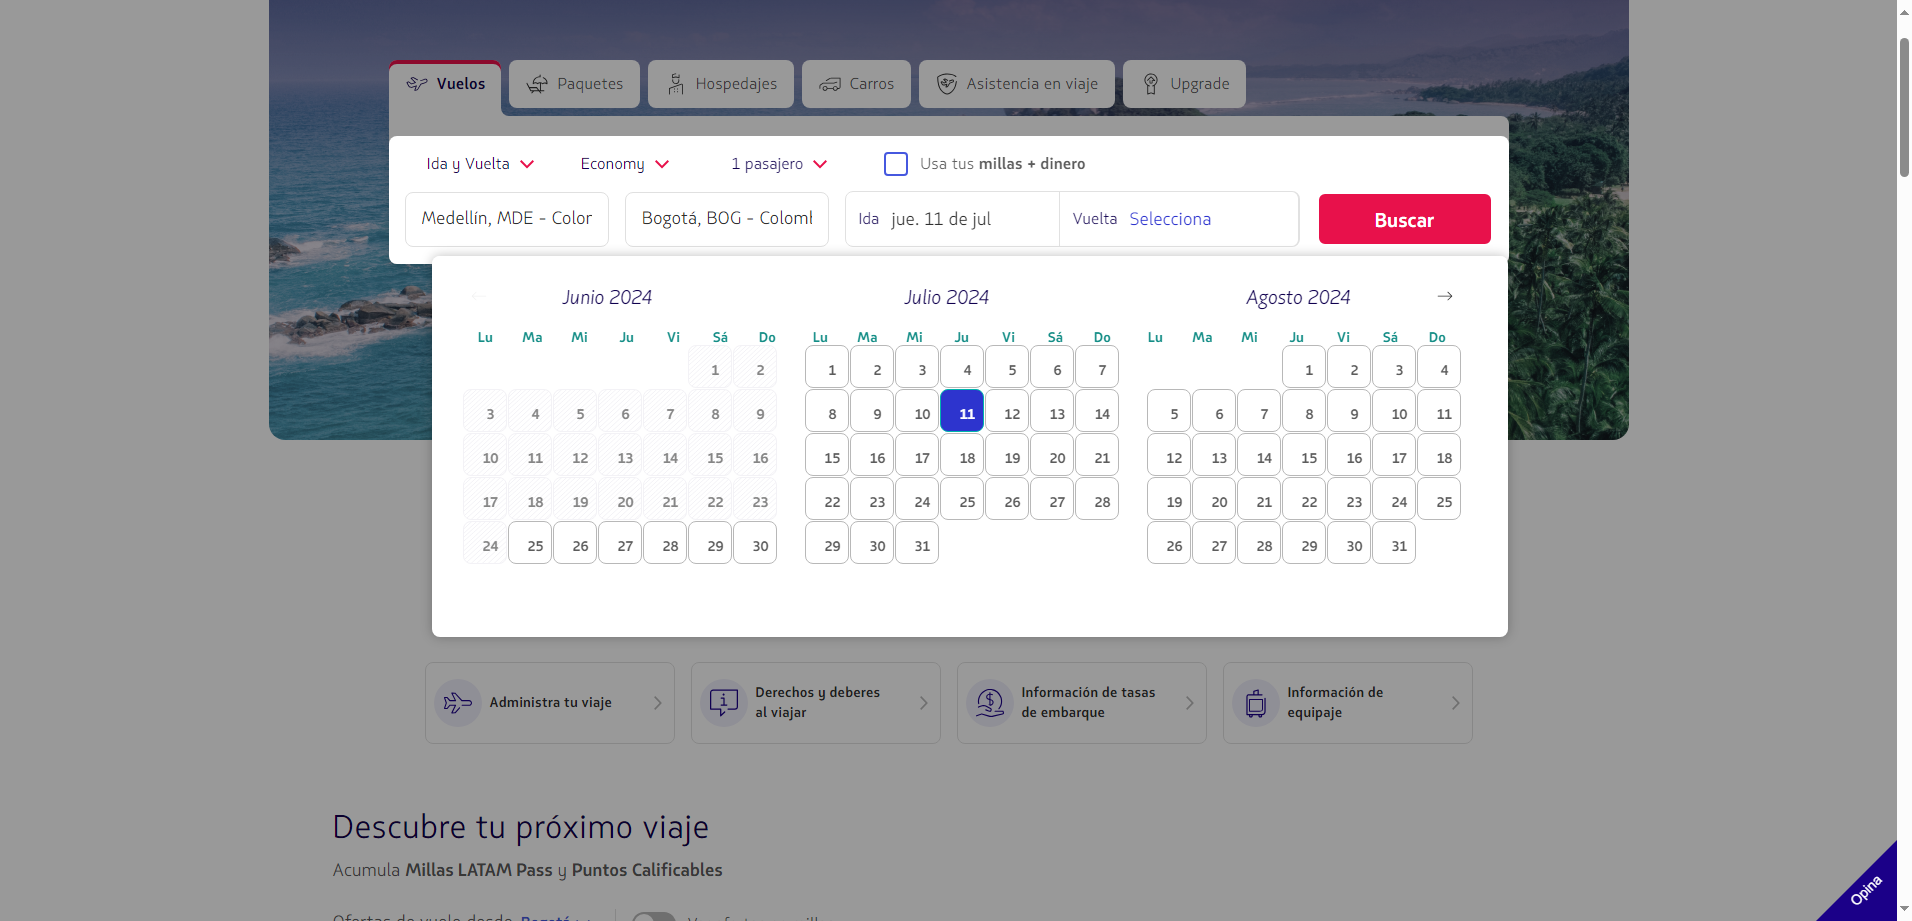 Vuelos
Paquetes
Hospedajes
Carros
Asistencia en viaje
Upgrade
Ida y Vuelta
Economy
1 pasajero
Usa tus millas + dinero
Medellín, MDE - Color
Bogotá, BOG - Colom
Ida jue. 11 de jul
Vuelta Selecciona
Buscar
Junio 2024
Lu Ma Mi Ju Vi Sá Do
1 2
3 4 5 6 7 8 9
10 11 12 13 14 15 16
17 18 19 20 21 22 23
24 25 26 27 28 29 30
Julio 2024
Lu Ma Mi Ju Vi Sá Do
1 2 3 4 5 6 7
8 9 10 11 12 13 14
15 16 17 18 19 20 21
22 23 24 25 26 27 28
29 30 31
Agosto 2024
Lu Ma Mi Ju Vi Sá Do
1 2 3 4
5 6 7 8 9 10 11
12 13 14 15 16 17 18
19 20 21 22 23 24 25
26 27 28 29 30 31
Administra tu viaje
Derechos y deberes
al viajar
Información de tasas
de embarque
Información de
equipaje
Descubre tu próximo viaje
Acumula Millas LATAM Pass y Puntos Calificables
Ofertas de vuelo desde Bogotá
Opina